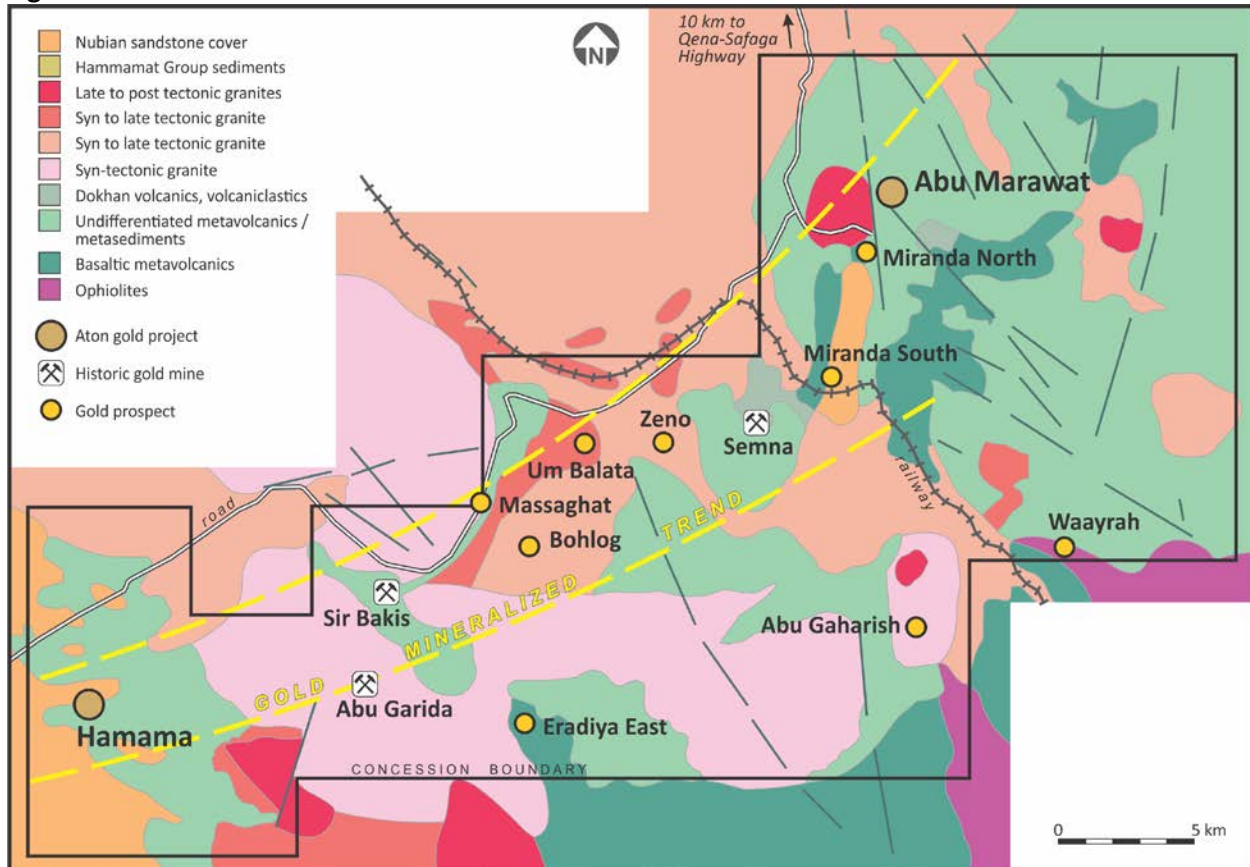 Nubian sandstone cover
Hammamat Group sediments
Late to post tectonic granites
Syn to late tectonic granite
Syn to late tectonic granite
Syn-tectonic granite
Dokhan volcanics, volcaniclastics
Undifferentiated metavolcanics /
metasediments
Basaltic metavolcanics
Ophiolites
Aton gold project
Historic gold mine
Gold prospect
N
10 km to
Qena-Safaga
Highway
Abu Marawat
Miranda North
Miranda South
Zeno
Semna
Um Balata
Massaghat
Bohlog
railway
road
Waayrah
Sir Bakis
Abu Gaharish
GOLD MINERALIZED TREND
Abu Garida
Hamama
Eradiya East
CONCESSION BOUNDARY
0 5 km